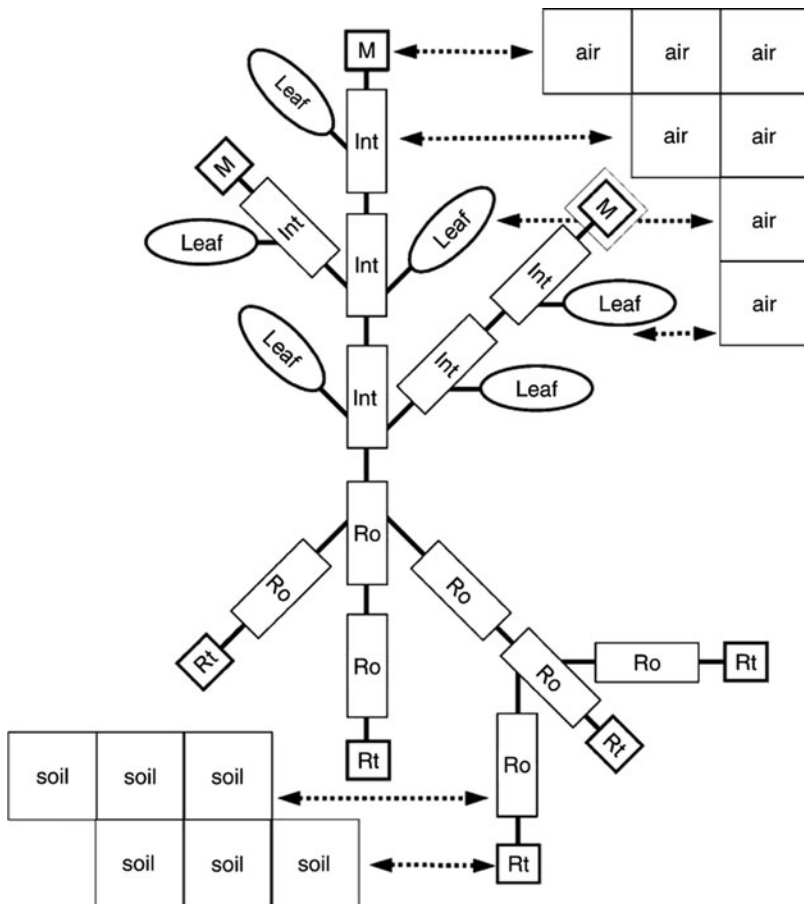 M air air air
Leaf
Int air air
M
M air
Leaf
Int
Leaf Int
Int
Leaf air
Leaf
Int
Leaf
Int
Ro
Ro
Ro
Ro Ro Rt
Rt Ro
Rt
Rt
soil soil soil Ro
soil soil soil Rt